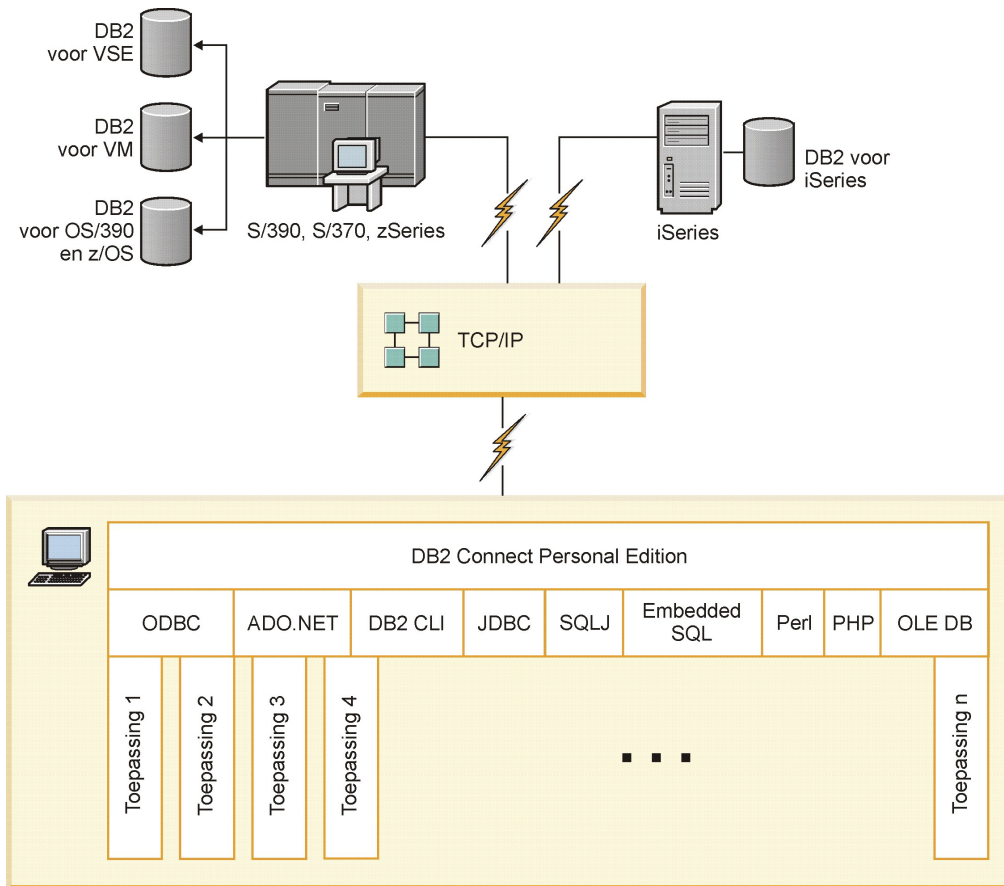 DB2
voor VSE
DB2
voor VM
DB2
voor OS/390
en z/OS
S/390, S/370, zSeries
iSeries
DB2 voor
iSeries
TCP/IP
DB2 Connect Personal Edition
ODBC
ADO.NET
DB2 CLI
JDBC
SQLJ
Embedded
SQL
Perl
PHP
OLE DB
Toepassing 1
Toepassing 2
Toepassing 3
Toepassing 4
Toepassing n